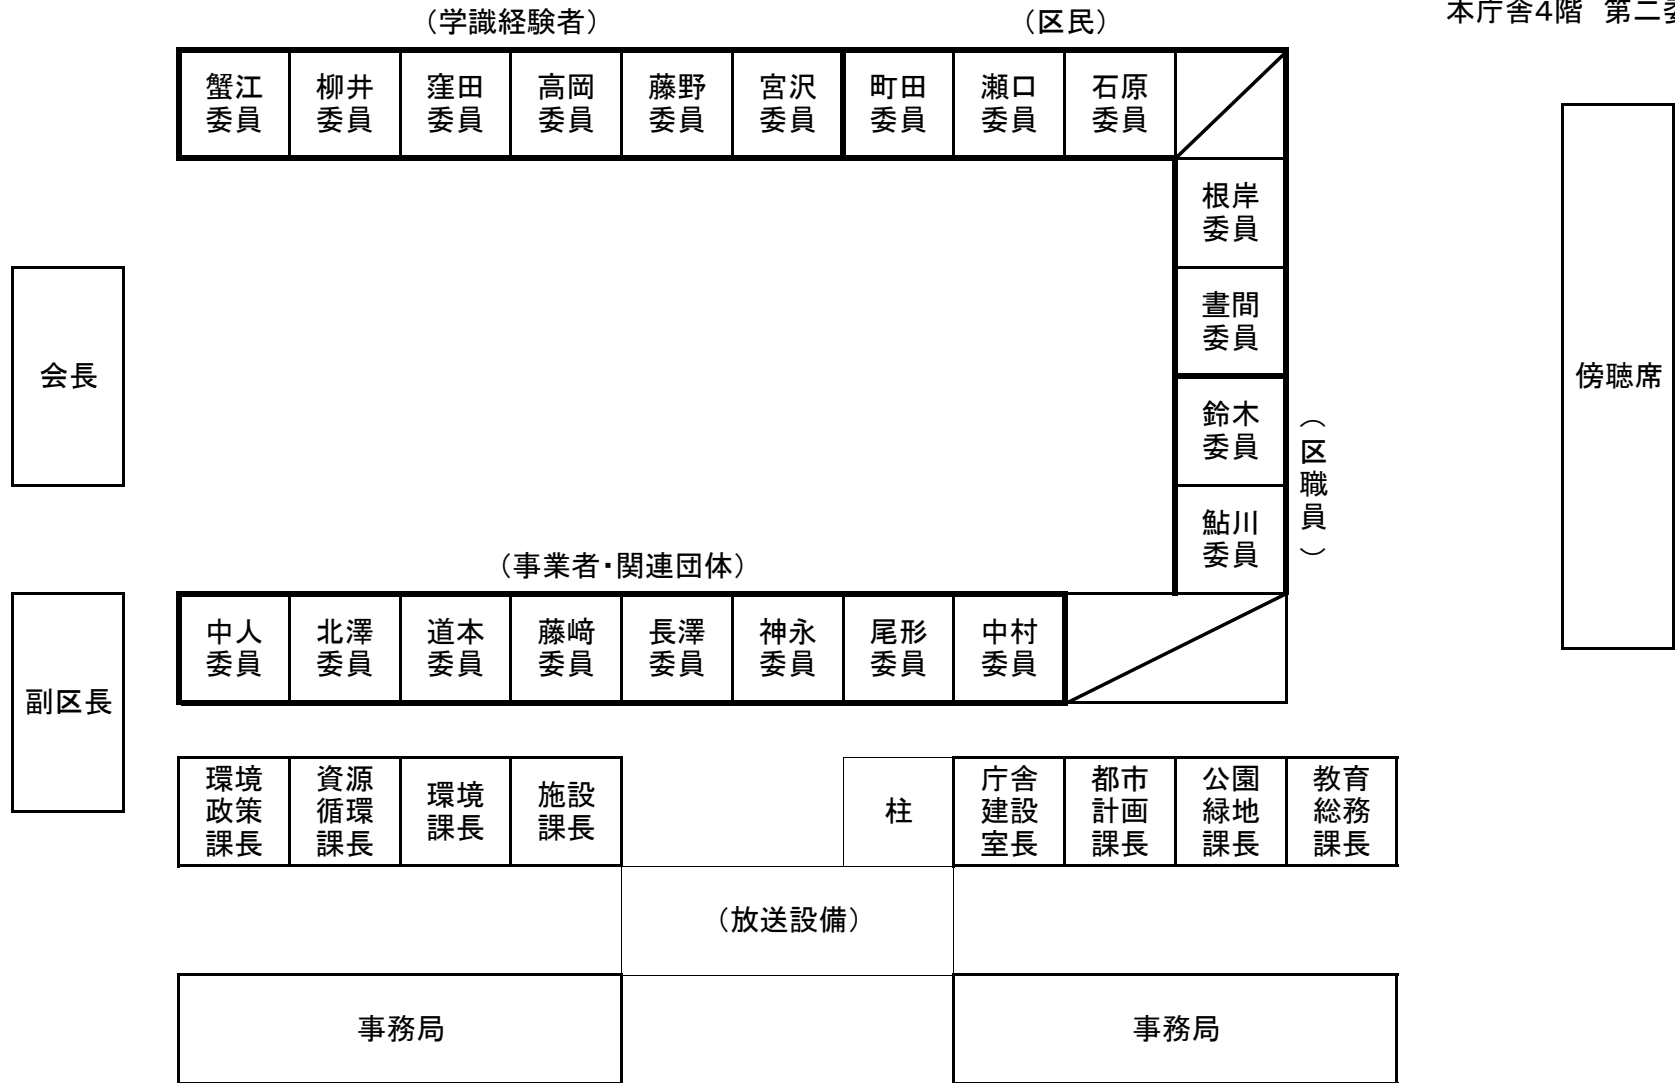 （学識経験者）
（区民）
本庁舎４階　第二
蟹江
委員
柳井
委員
窪田
委員
高岡
委員
藤野
委員
宮沢
委員
町田
委員
瀬口
委員
石原
委員
根岸
委員
晝間
委員
鈴木
委員
鮎川
委員
（区職員）
会長
傍聴席
（事業者・関連団体）
中人
委員
北澤
委員
道本
委員
藤﨑
委員
長澤
委員
神永
委員
尾形
委員
中村
委員
副区長
環境
政策
課長
資源
循環
課長
環境
課長
施設
課長
柱
庁舎
建設
室長
都市
計画
課長
公園
緑地
課長
教育
総務
課長
（放送設備）
事務局
事務局